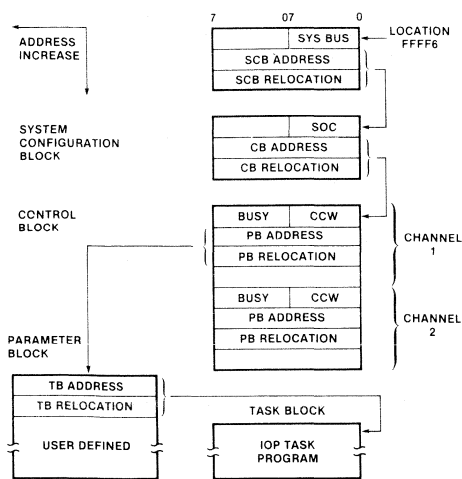 7 07 0
ADDRESS INCREASE
SYS BUS
LOCATION FFFF6
SCB ADDRESS
SCB RELOCATION
SYSTEM CONFIGURATION BLOCK
SOC
CB ADDRESS
CB RELOCATION
CONTROL BLOCK
BUSY CCW
PB ADDRESS
PB RELOCATION
CHANNEL 1
BUSY CCW
PB ADDRESS
PB RELOCATION
CHANNEL 2
PARAMETER BLOCK
TB ADDRESS
TB RELOCATION
USER DEFINED
TASK BLOCK
IOP TASK PROGRAM